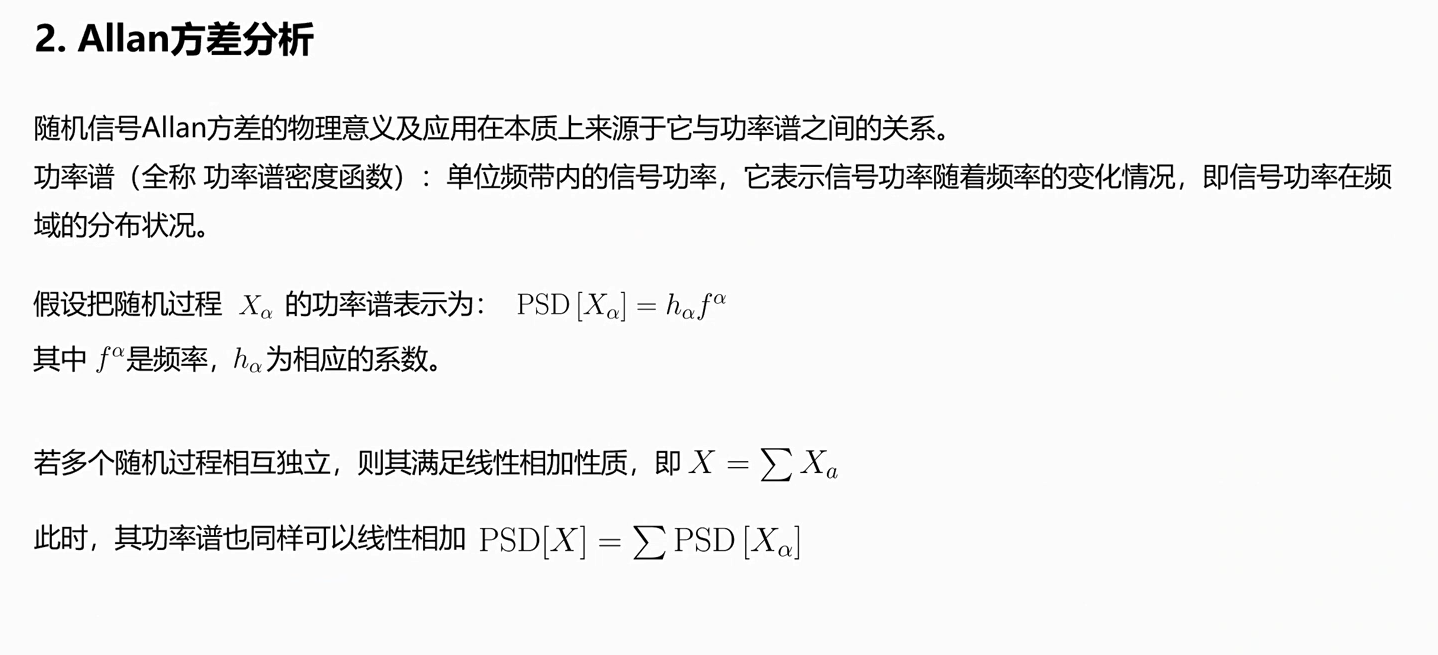 2. Allan方差分析
随机信号Allan方差的物理意义及应用在本质上来源于它与功率谱之间的关系。
功率谱（全称 功率谱密度函数）：单位频带内的信号功率，它表示信号功率随着频率的变化情况，即信号功率在频
域的分布状况。
假设把随机过程 $X_{\alpha}$ 的功率谱表示为： $\mathrm{PSD}\,[X_{\alpha}] = h_{\alpha} f^{\alpha}$
其中 $f^{\alpha}$是频率，$h_{\alpha}$为相应的系数。
若多个随机过程相互独立，则其满足线性相加性质，即 $X = \sum X_{a}$
此时，其功率谱也同样可以线性相加 $\mathrm{PSD}[X] = \sum \mathrm{PSD}\,[X_{\alpha}]$